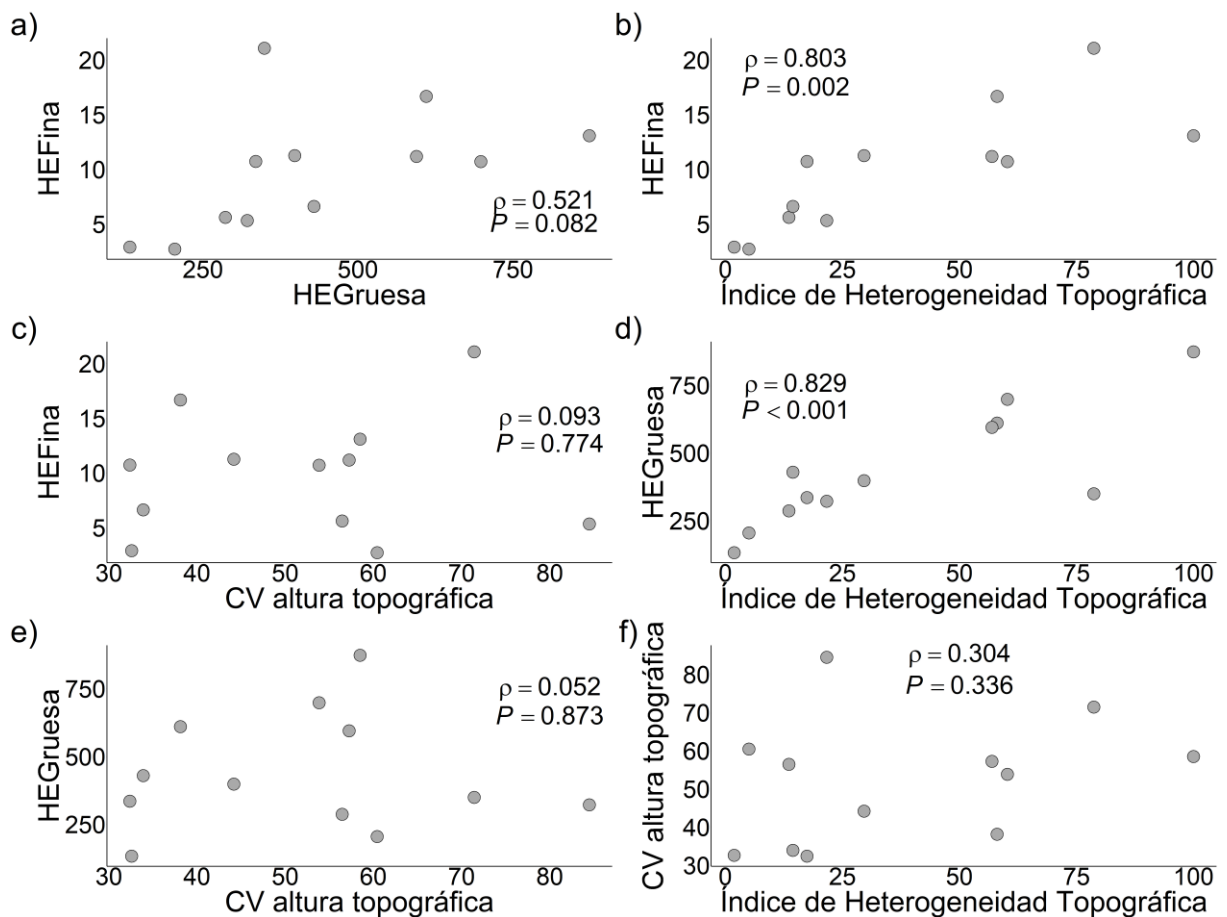 a)
20
15
10
5
HEFina
ρ = 0.521
P = 0.082
250
500
750
HEGruesa
b)
20
15
10
5
HEFina
ρ = 0.803
P = 0.002
0
25
50
75
100
Índice de Heterogeneidad Topográfica
c)
20
15
10
5
HEFina
ρ = 0.093
P = 0.774
30
40
50
60
70
80
CV altura topográfica
d)
750
500
250
HEGruesa
ρ = 0.829
P < 0.001
0
25
50
75
100
Índice de Heterogeneidad Topográfica
e)
750
500
250
HEGruesa
ρ = 0.052
P = 0.873
30
40
50
60
70
80
CV altura topográfica
f)
80
70
60
50
40
30
CV altura topográfica
ρ = 0.304
P = 0.336
0
25
50
75
100
Índice de Heterogeneidad Topográfica